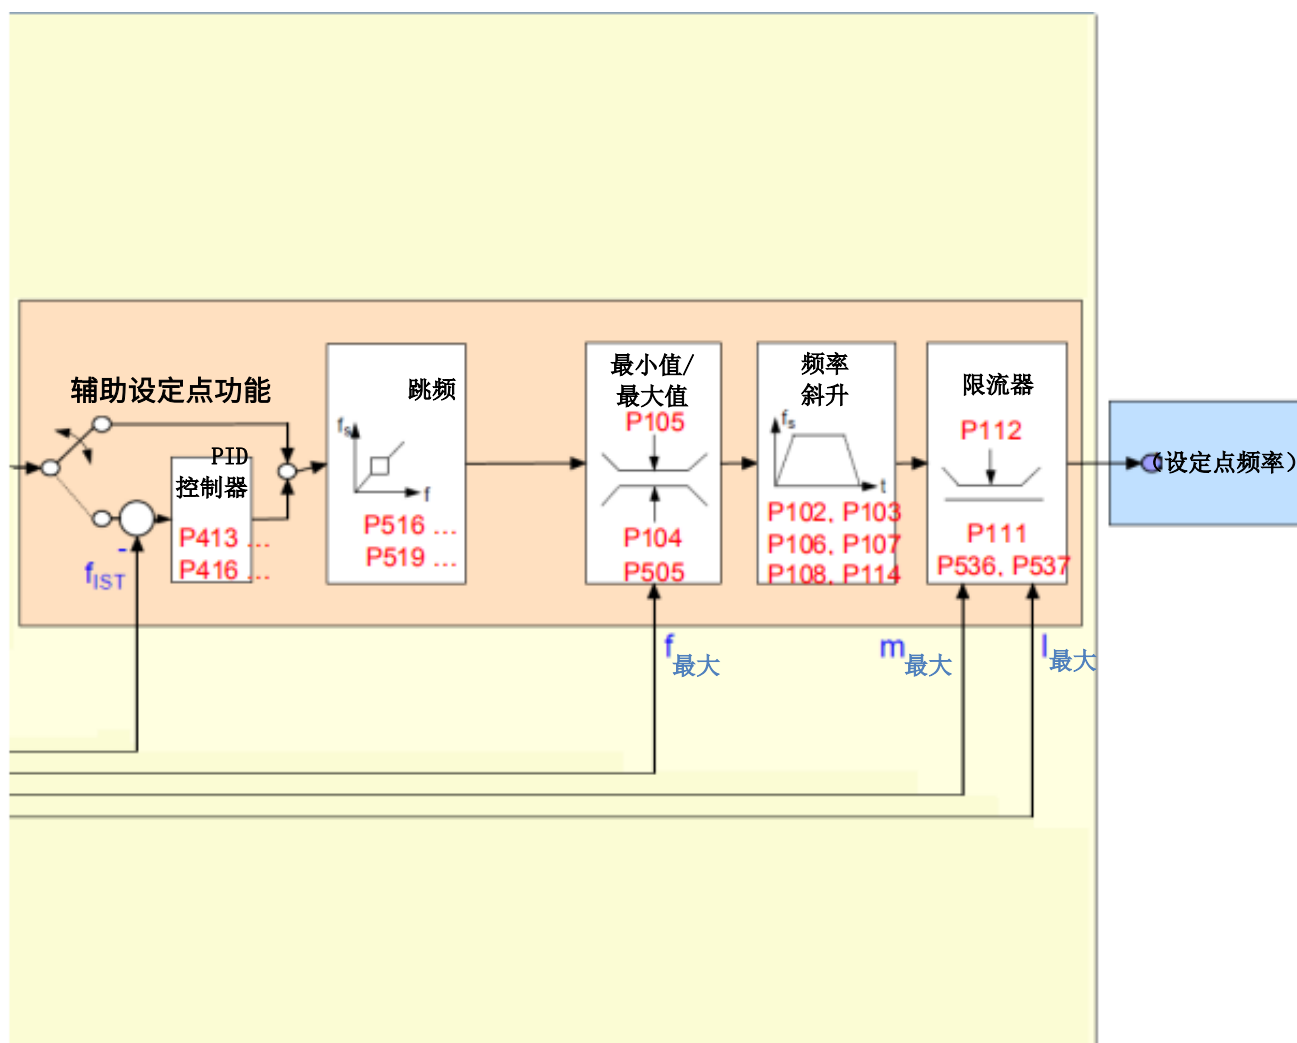 辅助设定点功能
PID
控制器
P413 ...
P416 ...
-
fIST
跳频
fs
f
P516 ...
P519 ...
最小值/
最大值
P105
P104
P505
频率
斜升
fs
t
P102, P103
P106, P107
P108, P114
限流器
P112
P111
P536, P537
(设定点频率）
f最大
m最大
I最大